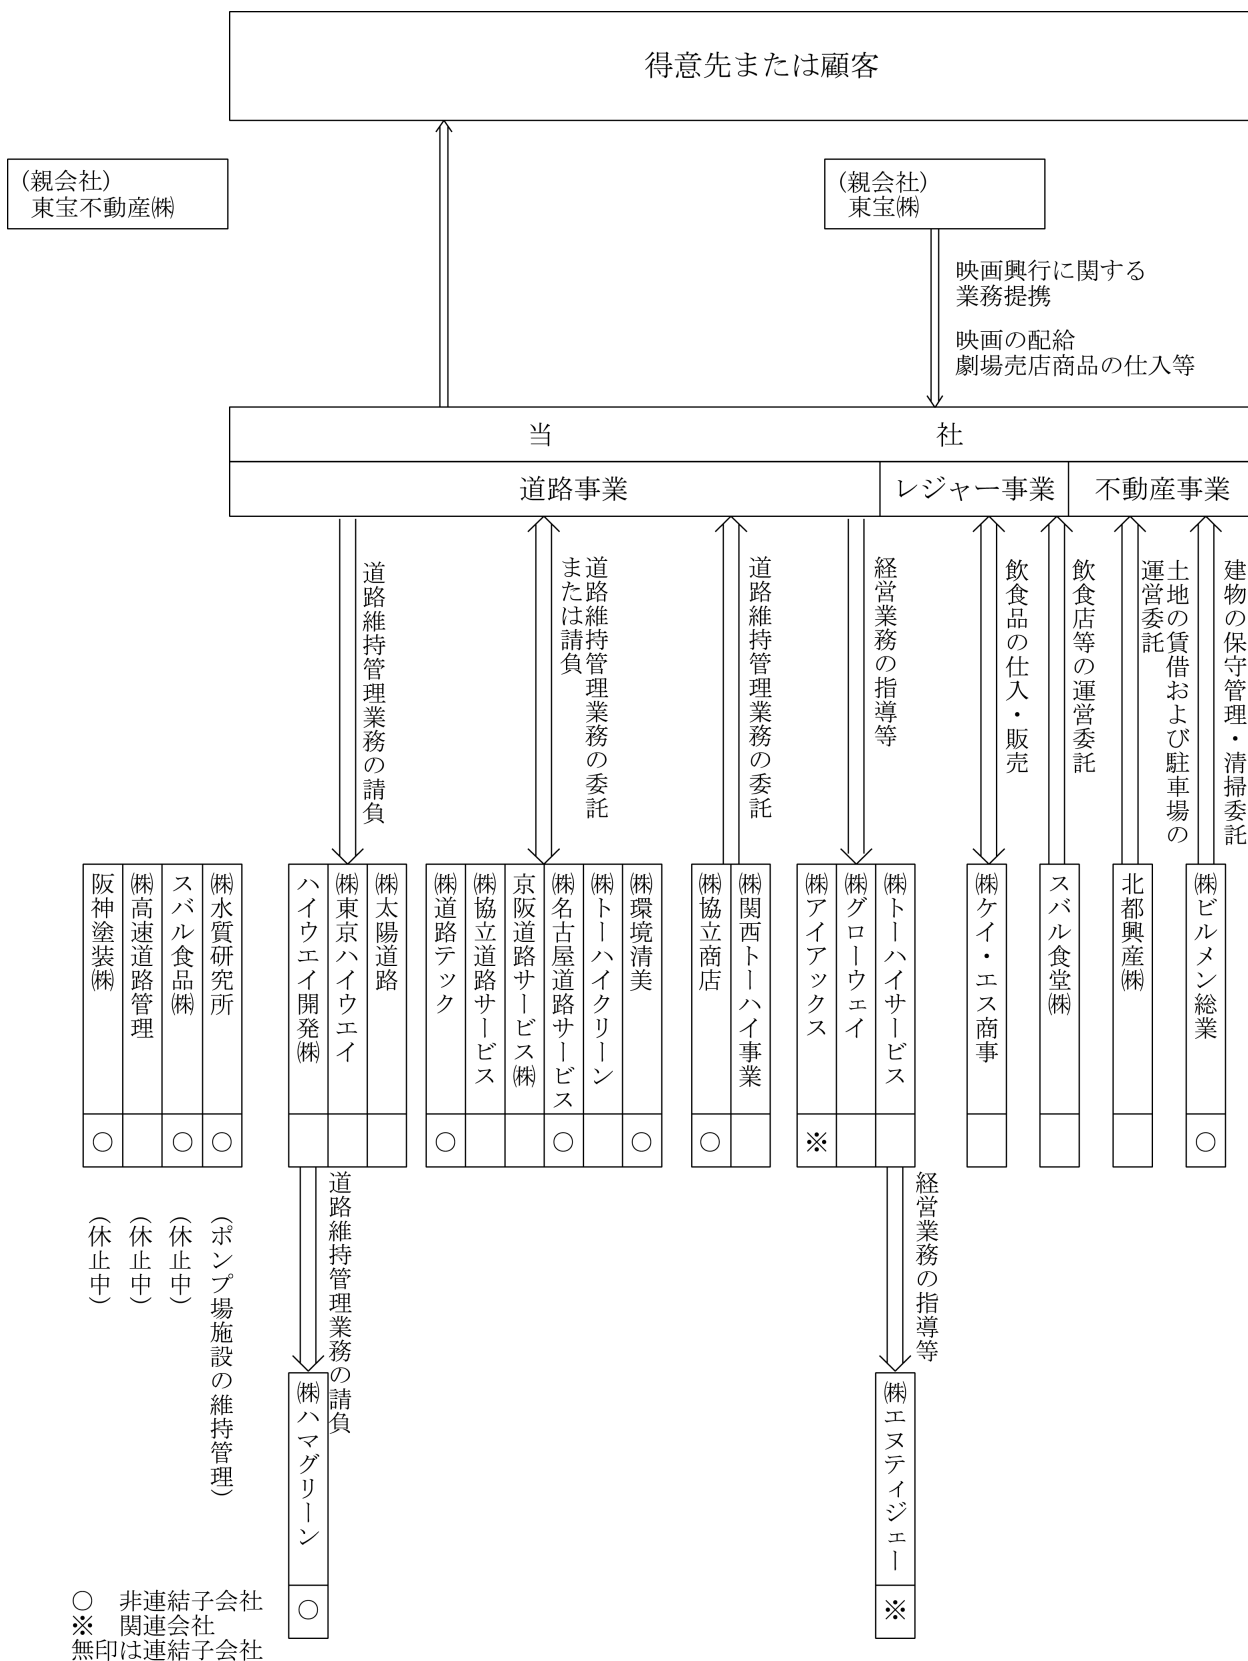 得意先または顧客
(親会社)
東宝不動産㈱
(親会社)
東宝㈱
映画興行に関する
業務提携
映画の配給
劇場売店商品の仕入等
当 社
道路事業
レジャー事業
不動産事業
道路維持管理業務の請負
道路維持管理業務の委託
または請負
道路維持管理業務の委託
経営業務の指導等
飲食品の仕入・販売
飲食店等の運営委託
土地の賃借および駐車場の
運営委託
建物の保守管理・清掃委託
阪神塗装㈱
㈱高速道路管理
スバル食品㈱
㈱水質研究所
ハイウエイ開発㈱
㈱東京ハイウエイ
㈱太陽道路
㈱道路テック
㈱協立道路サービス
京阪道路サービス㈱
㈱名古屋道路サービス
㈱トーハイクリーン
㈱環境清美
㈱協立商店
㈱関西トーハイ事業
㈱アイアックス
㈱グローウェイ
㈱トーハイサービス
㈱ケイ・エス商事
スバル食堂㈱
北都興産㈱
㈱ビルメン総業
○
○
○
○
○
○
○
※
○
(休止中)
(休止中)
(休止中)
(ポンプ場施設の維持管理)
道路維持管理業務の請負
経営業務の指導等
㈱ハマグリーン
○
㈱エヌティジェー
※
○ 非連結子会社
※ 関連会社
無印は連結子会社